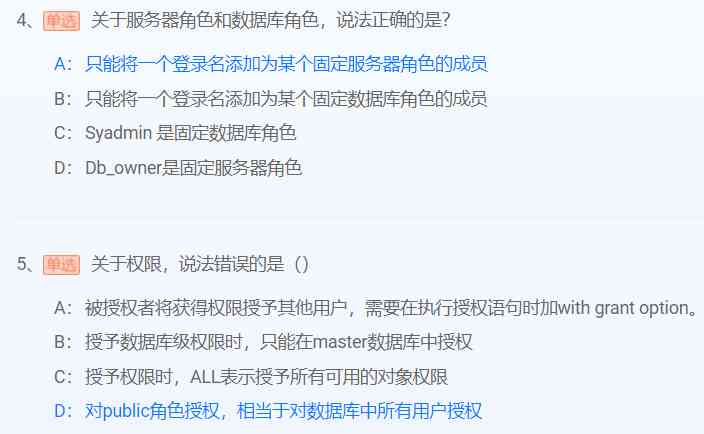 4、单选 关于服务器角色和数据库角色，说法正确的是?
A： 只能将一个登录名添加为某个固定服务器角色的成员
B： 只能将一个登录名添加为某个固定数据库角色的成员
C： Syadmin 是固定数据库角色
D： Db_owner是固定服务器角色
5、单选 关于权限，说法错误的是（）
A： 被授权者将获得权限授予其他用户，需要在执行授权语句时加with grant option。
B： 授予数据库级权限时，只能在master数据库中授权
C： 授予权限时，ALL表示授予所有可用的对象权限
D： 对public角色授权，相当于对数据库中所有用户授权